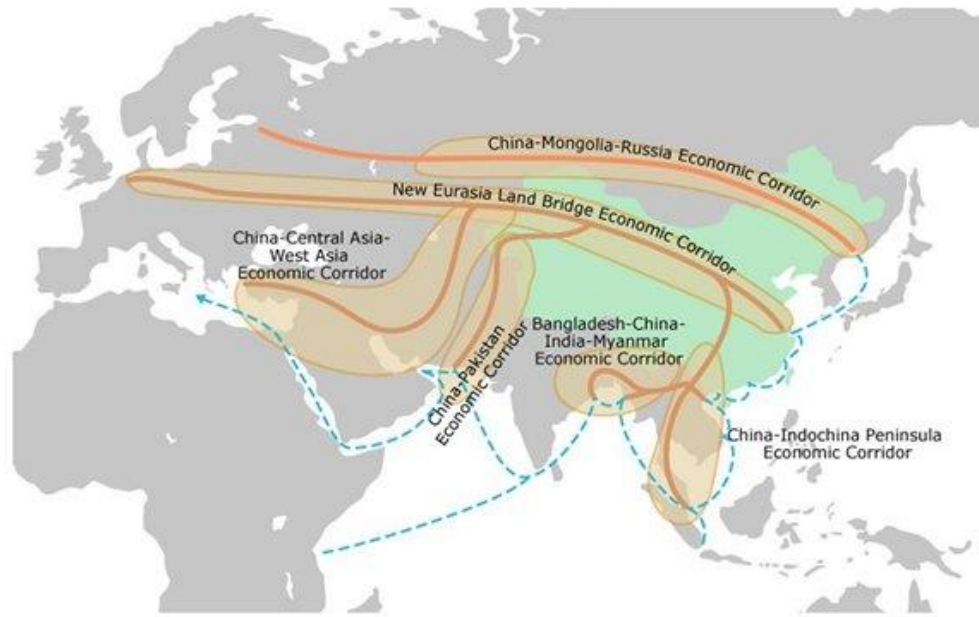 China-Mongolia-Russia Economic Corridor
New Eurasia Land Bridge Economic Corridor
China-Central Asia-
West Asia
Economic Corridor
China-Pakistan
Economic Corridor
Bangladesh-China-
India-Myanmar
Economic Corridor
China-Indochina Peninsula
Economic Corridor